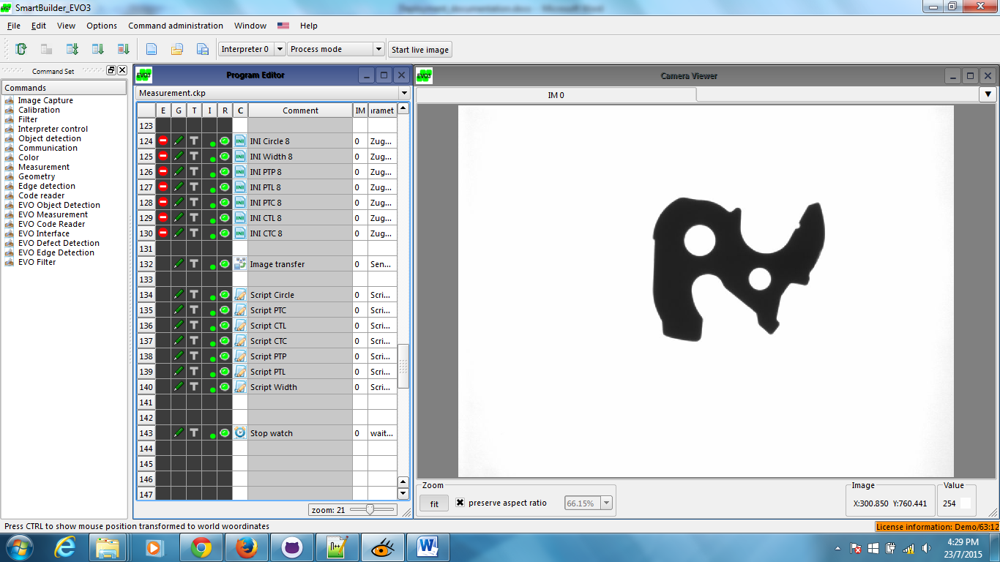 SmartBuilder_EVO3
File Edit View Options Command administration Window Help
Interpreter 0 Process mode Start live image
Command Set
Commands
Image Capture
Calibration
Filter
Interpreter control
Object detection
Communication
Color
Measurement
Geometry
Edge detection
Code reader
EVO Object Detection
EVO Measurement
EVO Code Reader
EVO Interface
EVO Defect Detection
EVO Edge Detection
EVO Filter
EVO3 Program Editor
Measurement.ckp
E G T I R C Comment IM ramet
123
124 T INI INI Circle 8 0 Zug...
125 T INI INI Width 8 0 Zug...
126 T INI INI PTP 8 0 Zug...
127 T INI INI PTL 8 0 Zug...
128 T INI INI PTC 8 0 Zug...
129 T INI INI CTL 8 0 Zug...
130 T INI INI CTC 8 0 Zug...
131
132 T Image transfer 0 Sen...
133
134 T Script Circle 0 Scri...
135 T Script PTC 0 Scri...
136 T Script CTL 0 Scri...
137 T Script CTC 0 Scri...
138 T Script PTP 0 Scri...
139 T Script PTL 0 Scri...
140 T Script Width 0 Scri...
141
142
143 T Stop watch 0 wait...
144
145
146
147
zoom: 21
EVO3 Camera Viewer
IM 0
Zoom
fit preserve aspect ratio 66.15%
Image
X:300.850 Y:760.441
Value
254
Press CTRL to show mouse position transformed to world woordinates
License information: Demo/63:12
4:29 PM
23/7/2015